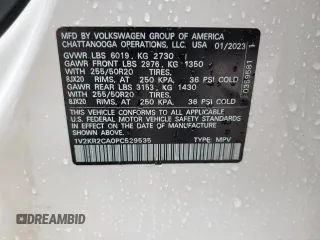 MFD BY VOLKSWAGEN GROUP OF AMERICA
CHATTANOOGA OPERATIONS, LLC. USA 01/2023
GVWR LBS 6019, KG 2730
GAWR FRONT LBS 2976, KG 1350
WITH 255/50R20 TIRES,
8JX20 RIMS, AT 250 KPA. 36 PSI COLD
GAWR REAR LBS 3153, KG 1430
WITH 255/50R20 TIRES,
8JX20 RIMS, AT 250 KPA. 36 PSI COLD
THIS VEHICLE CONFORMS TO ALL APPLICABLE
FEDERAL MOTOR VEHICLE SAFETY
STANDARDS IN EFFECT ON THE DATE OF
MANUFACTURE SHOWN ABOVE.
1V2KR2CA0PC529535 TYPE: MPV
0359581
DREAMBID